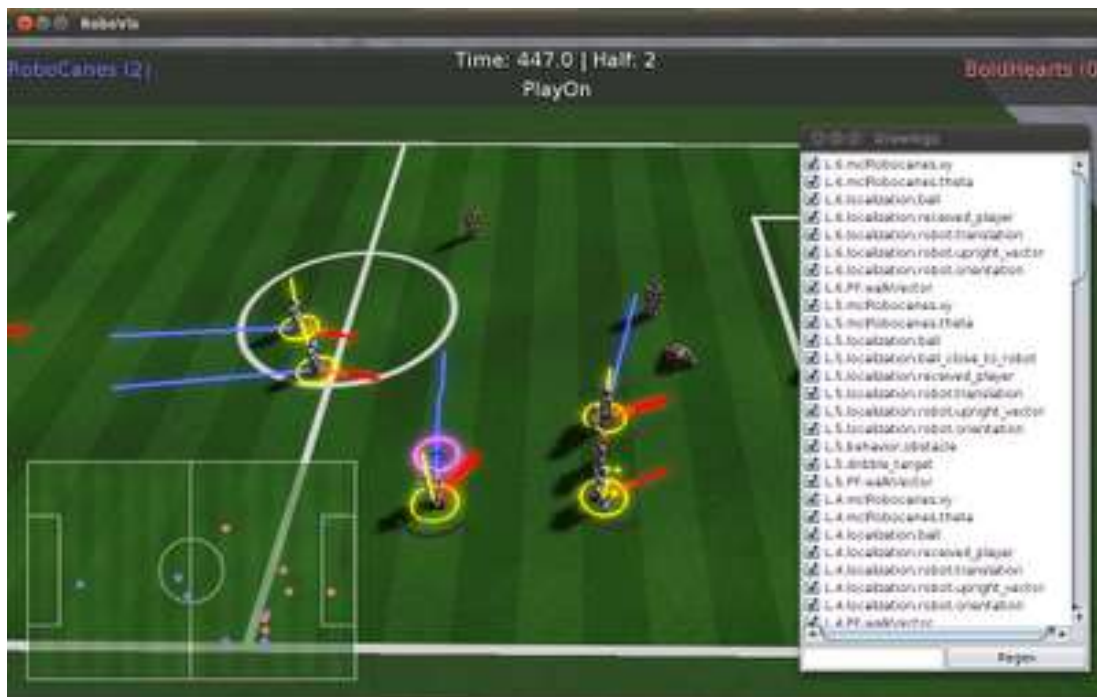 RoboViz
RoboCanes (2)
Time: 447.0 | Half: 2
BoldHearts (0
PlayOn
Drawings
L.6.mcRobocanes.xy
L.6.mcRobocanes.theta
L.6.localization.ball
L.6.localization.received_player
L.6.localization.robot.translation
L.6.localization.robot.upright_vector
L.6.localization.robot.orientation
L.6.PF.walkVector
L.5.mcRobocanes.xy
L.5.mcRobocanes.theta
L.5.localization.ball
L.5.localization.ball_close_to_robot
L.5.localization.received_player
L.5.localization.robot.translation
L.5.localization.robot.upright_vector
L.5.localization.robot.orientation
L.5.behavior.obstacle
L.5.dribble_target
L.5.PF.walkVector
L.4.mcRobocanes.xy
L.4.mcRobocanes.theta
L.4.localization.ball
L.4.localization.received_player
L.4.localization.robot.translation
L.4.localization.robot.upright_vector
L.4.localization.robot.orientation
L.4.PF.walkVector
Regex